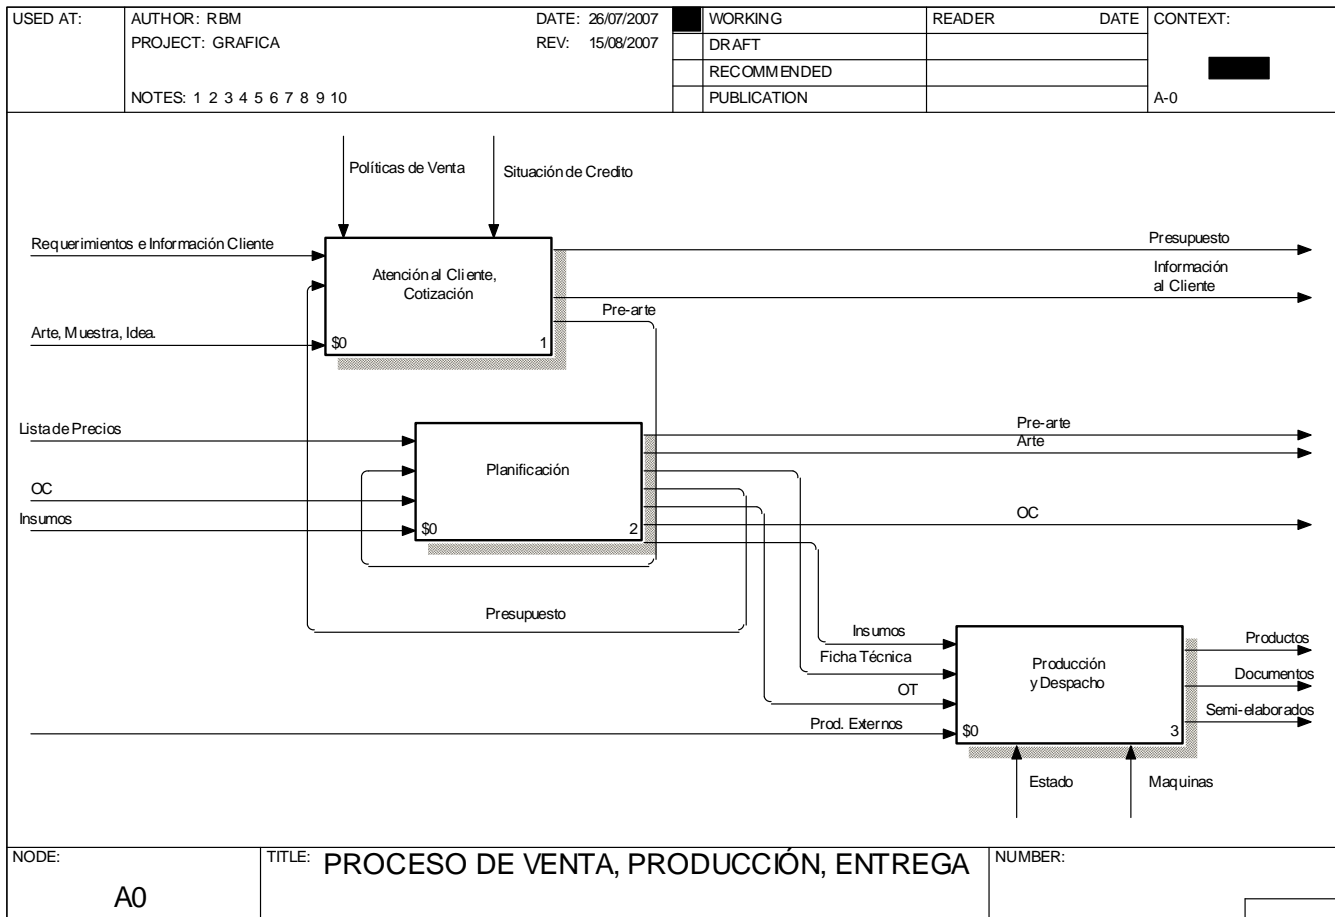 USED AT:
AUTHOR: RBM
DATE: 26/07/2007
PROJECT: GRAFICA
REV: 15/08/2007
NOTES: 1 2 3 4 5 6 7 8 9 10
WORKING
DRAFT
RECOMMENDED
PUBLICATION
READER
DATE
CONTEXT:
A-0
Políticas de Venta
Situación de Credito
Requerimientos e Información Cliente
Arte, Muestra, Idea.
Atención al Cliente,
Cotización
$0
1
Presupuesto
Información
al Cliente
Pre-arte
Lista de Precios
OC
Insumos
Planificación
$0
2
Pre-arte
Arte
OC
Presupuesto
Insumos
Ficha Técnica
OT
Prod. Externos
Producción
y Despacho
$0
3
Productos
Documentos
Semi-elaborados
Estado
Maquinas
NODE:
A0
TITLE:
PROCESO DE VENTA, PRODUCCIÓN, ENTREGA
NUMBER: